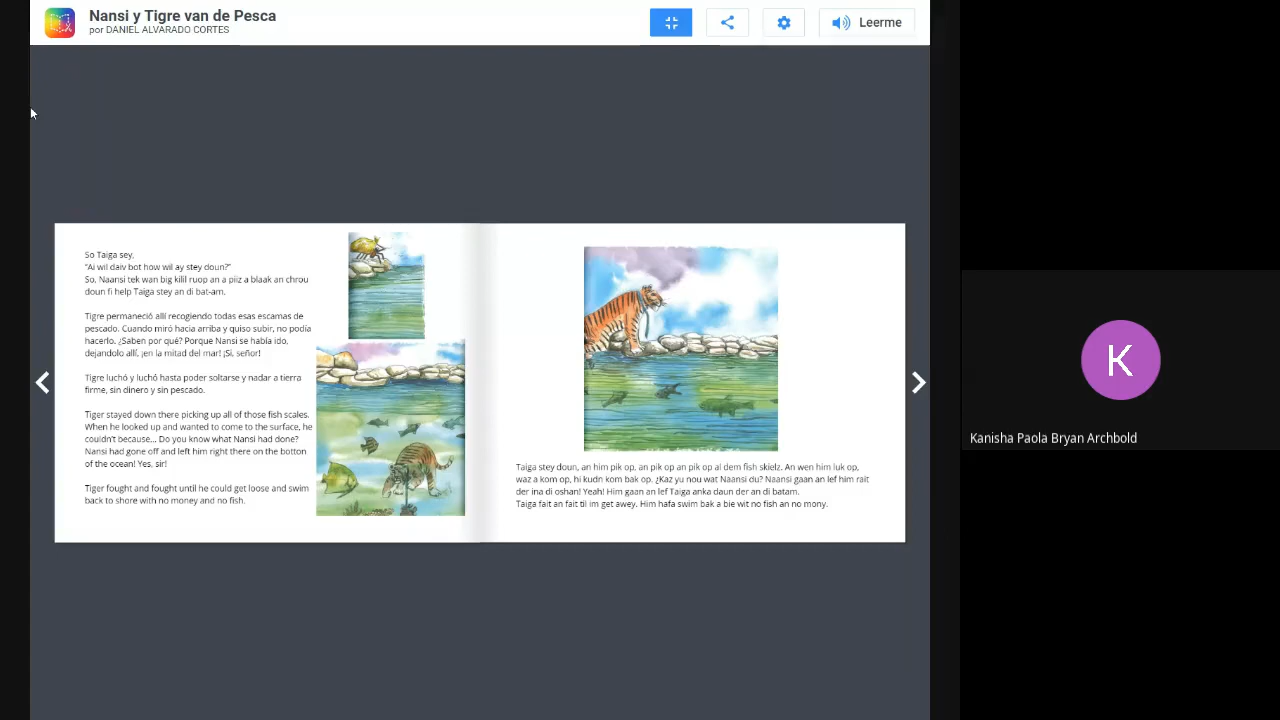 Nansi y Tigre van de Pesca
por DANIEL ALVARADO CORTES
Leerme
So Taiga sey,
"Ai wil daiv bot how wil ay stey doun?"
So, Naansi tek wan big kilil ruop an a piiz a blaak an chrou
doun fi help Taiga stey an di bat-am.
Tigre permaneció allí recogiendo todas esas escamas de
pescado. Cuando miró hacia arriba y quiso subir, no podía
hacerlo. ¿Saben por qué? Porque Nansi se había ido,
dejandolo allí, ¡en la mitad del mar! ¡Si, señor!
Tigre luchó y luchó hasta poder soltarse y nadar a tierra
firme, sin dinero y sin pescado.
Tiger stayed down there picking up all of those fish scales.
When he looked up and wanted to come to the surface, he
couldn't because... Do you know what Nansi had done?
Nansi had gone off and left him right there on the botton
of the ocean! Yes, sir!
Tiger fought and fought until he could get loose and swim
back to shore with no money and no fish.
Taiga stey doun, an him pik op, an pik op an pik op al dem fish skielz. An wen him luk op,
waz a kom op, hi kudn kom bak op. ¿Kaz yu nou wat Naansi du? Naansi gaan an lef him rait
der ina di oshan! Yeah! Him gaan an lef Taiga anka daun der an di batam.
Taiga fait an fait til im get awey. Him hafa swim bak a bie wit no fish an no mony.
K
Kanisha Paola Bryan Archbold